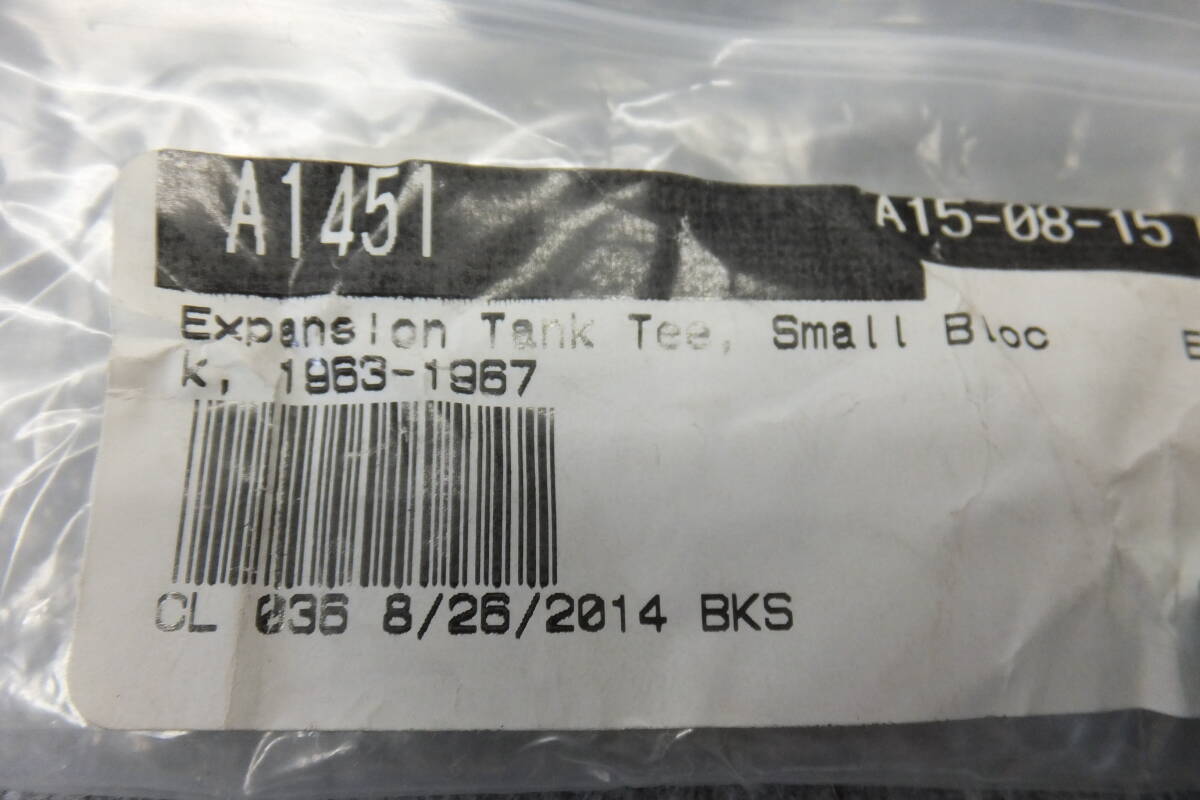 A1451 A15-08-15
Expansion Tank Tee, Small Bloc
k, 1963-1967
CL 036 8/26/2014 BKS